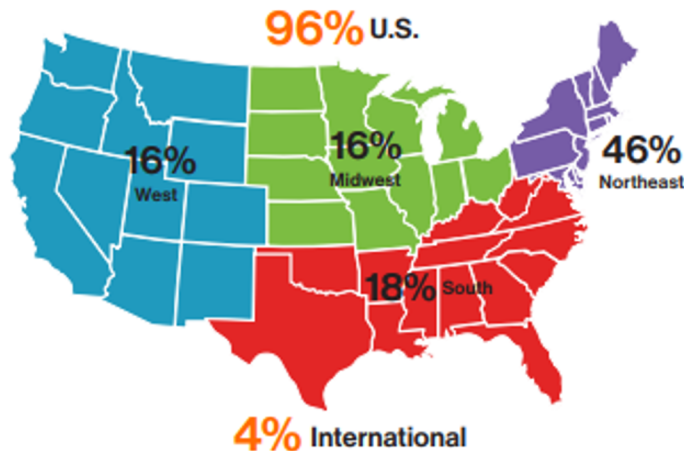 96% U.S.
16%
West
16%
Midwest
46%
Northeast
18% South
4% International